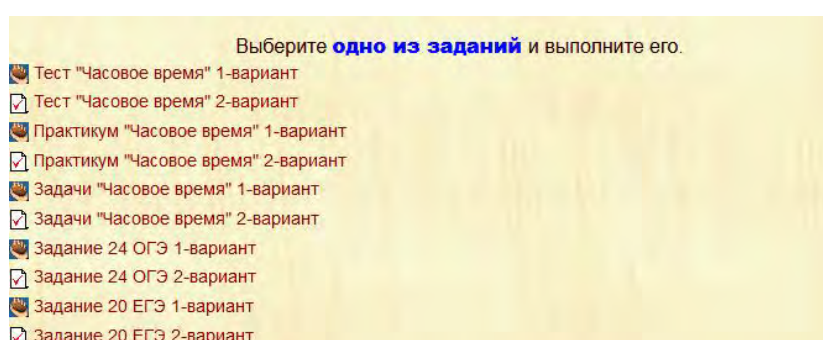 Выберите одно из заданий и выполните его.
Тест "Часовое время" 1-вариант
Тест "Часовое время" 2-вариант
Практикум "Часовое время" 1-вариант
Практикум "Часовое время" 2-вариант
Задачи "Часовое время" 1-вариант
Задачи "Часовое время" 2-вариант
Задание 24 ОГЭ 1-вариант
Задание 24 ОГЭ 2-вариант
Задание 20 ЕГЭ 1-вариант
Задание 20 ЕГЭ 2-вариант